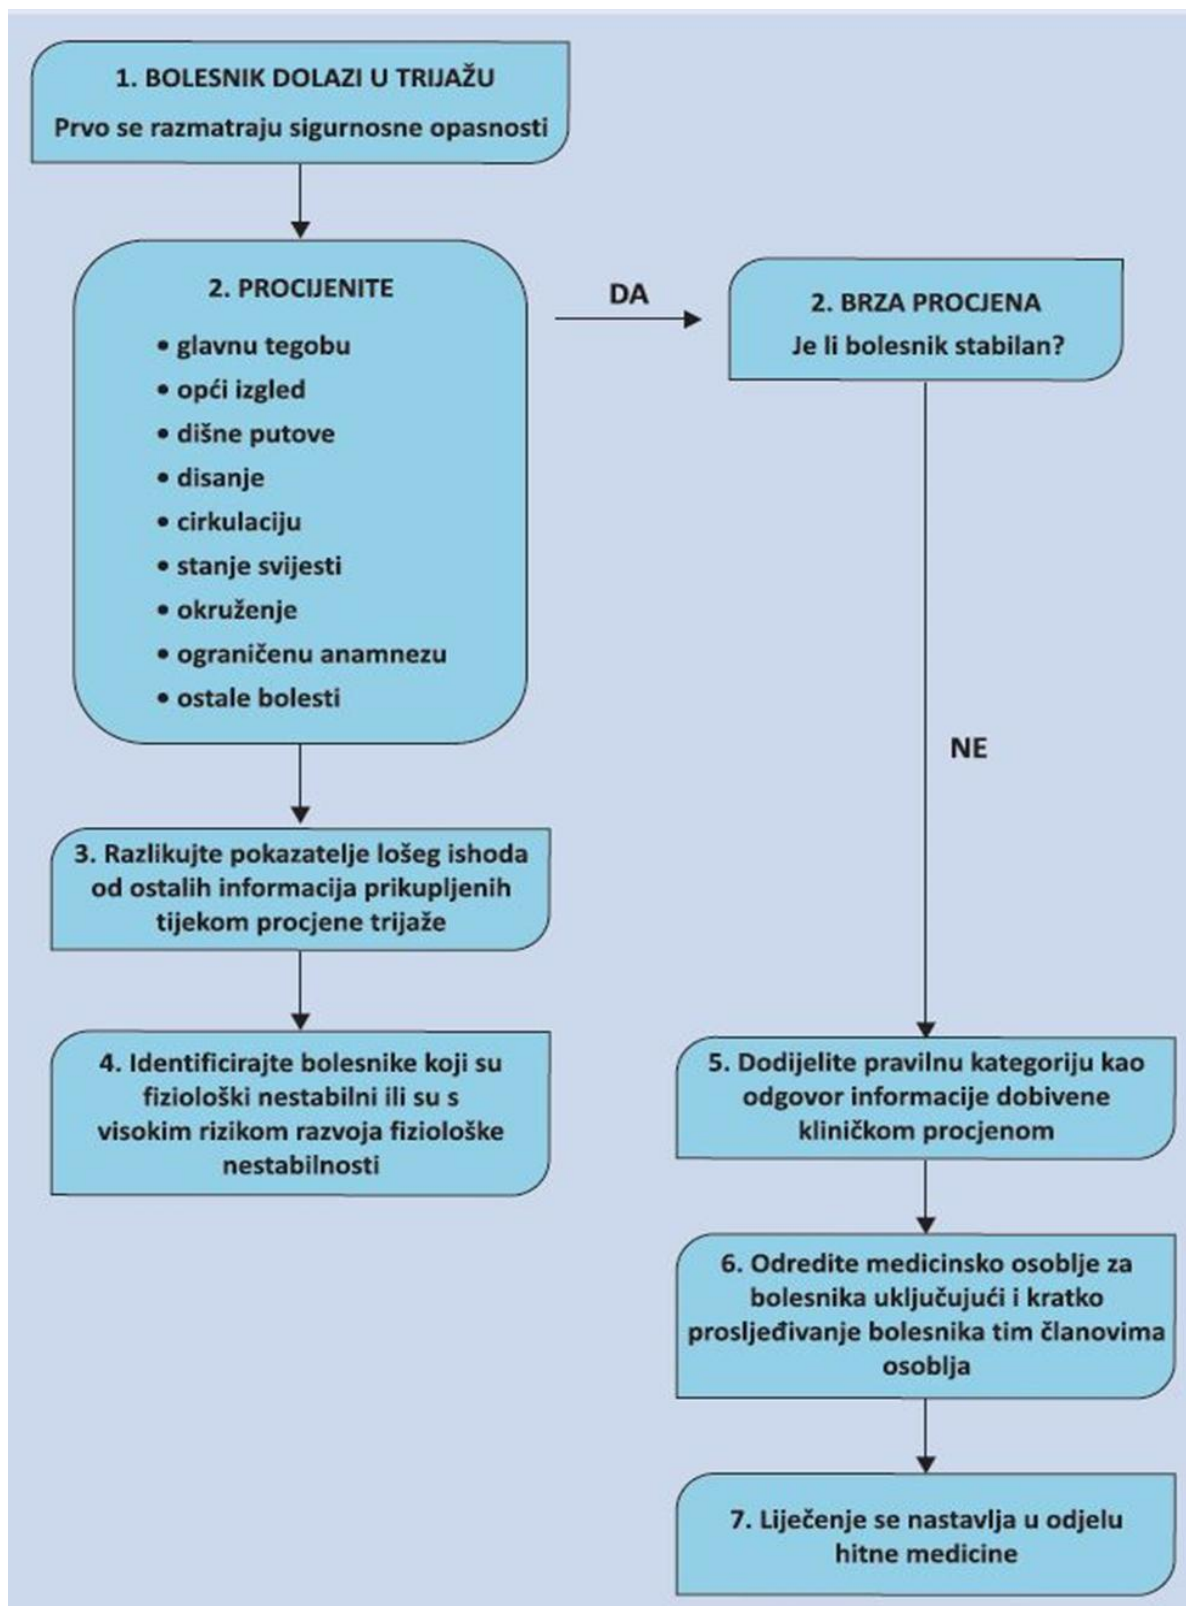 1. BOLESNIK DOLAZI U TRIJAŽU
Prvo se razmatraju sigurnosne opasnosti
2. PROCIJENITE
• glavnu tegobu
• opći izgled
• dišne putove
• disanje
• cirkulaciju
• stanje svijesti
• okruženje
• ograničenu anamnezu
• ostale bolesti
DA
2. BRZA PROCJENA
Je li bolesnik stabilan?
NE
3. Razlikujte pokazatelje lošeg ishoda
od ostalih informacija prikupljenih
tijekom procjene trijaže
4. Identificirajte bolesnike koji su
fiziološki nestabilni ili su s
visokim rizikom razvoja fiziološke
nestabilnosti
5. Dodijelite pravilnu kategoriju kao
odgovor informacije dobivene
kliničkom procjenom
6. Odredite medicinsko osoblje za
bolesnika uključujući i kratko
prosljeđivanje bolesnika tim članovima
osoblja
7. Liječenje se nastavlja u odjelu
hitne medicine